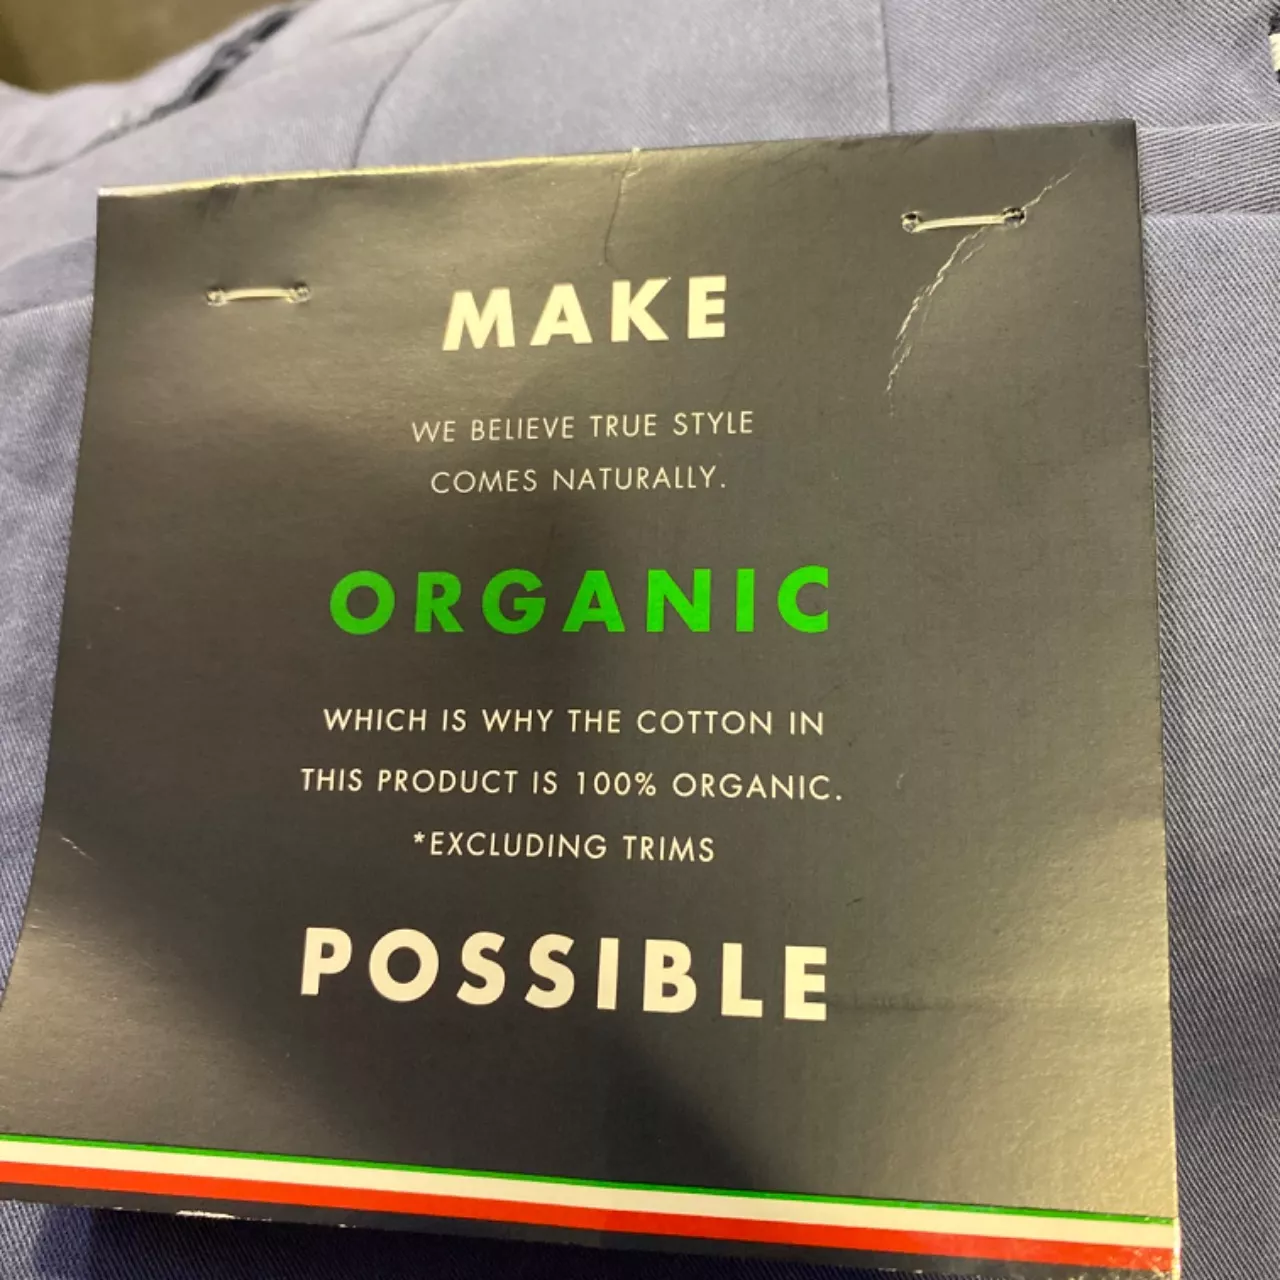 MAKE
WE BELIEVE TRUE STYLE
COMES NATURALLY.
ORGANIC
WHICH IS WHY THE COTTON IN
THIS PRODUCT IS 100% ORGANIC.
*EXCLUDING TRIMS
POSSIBLE